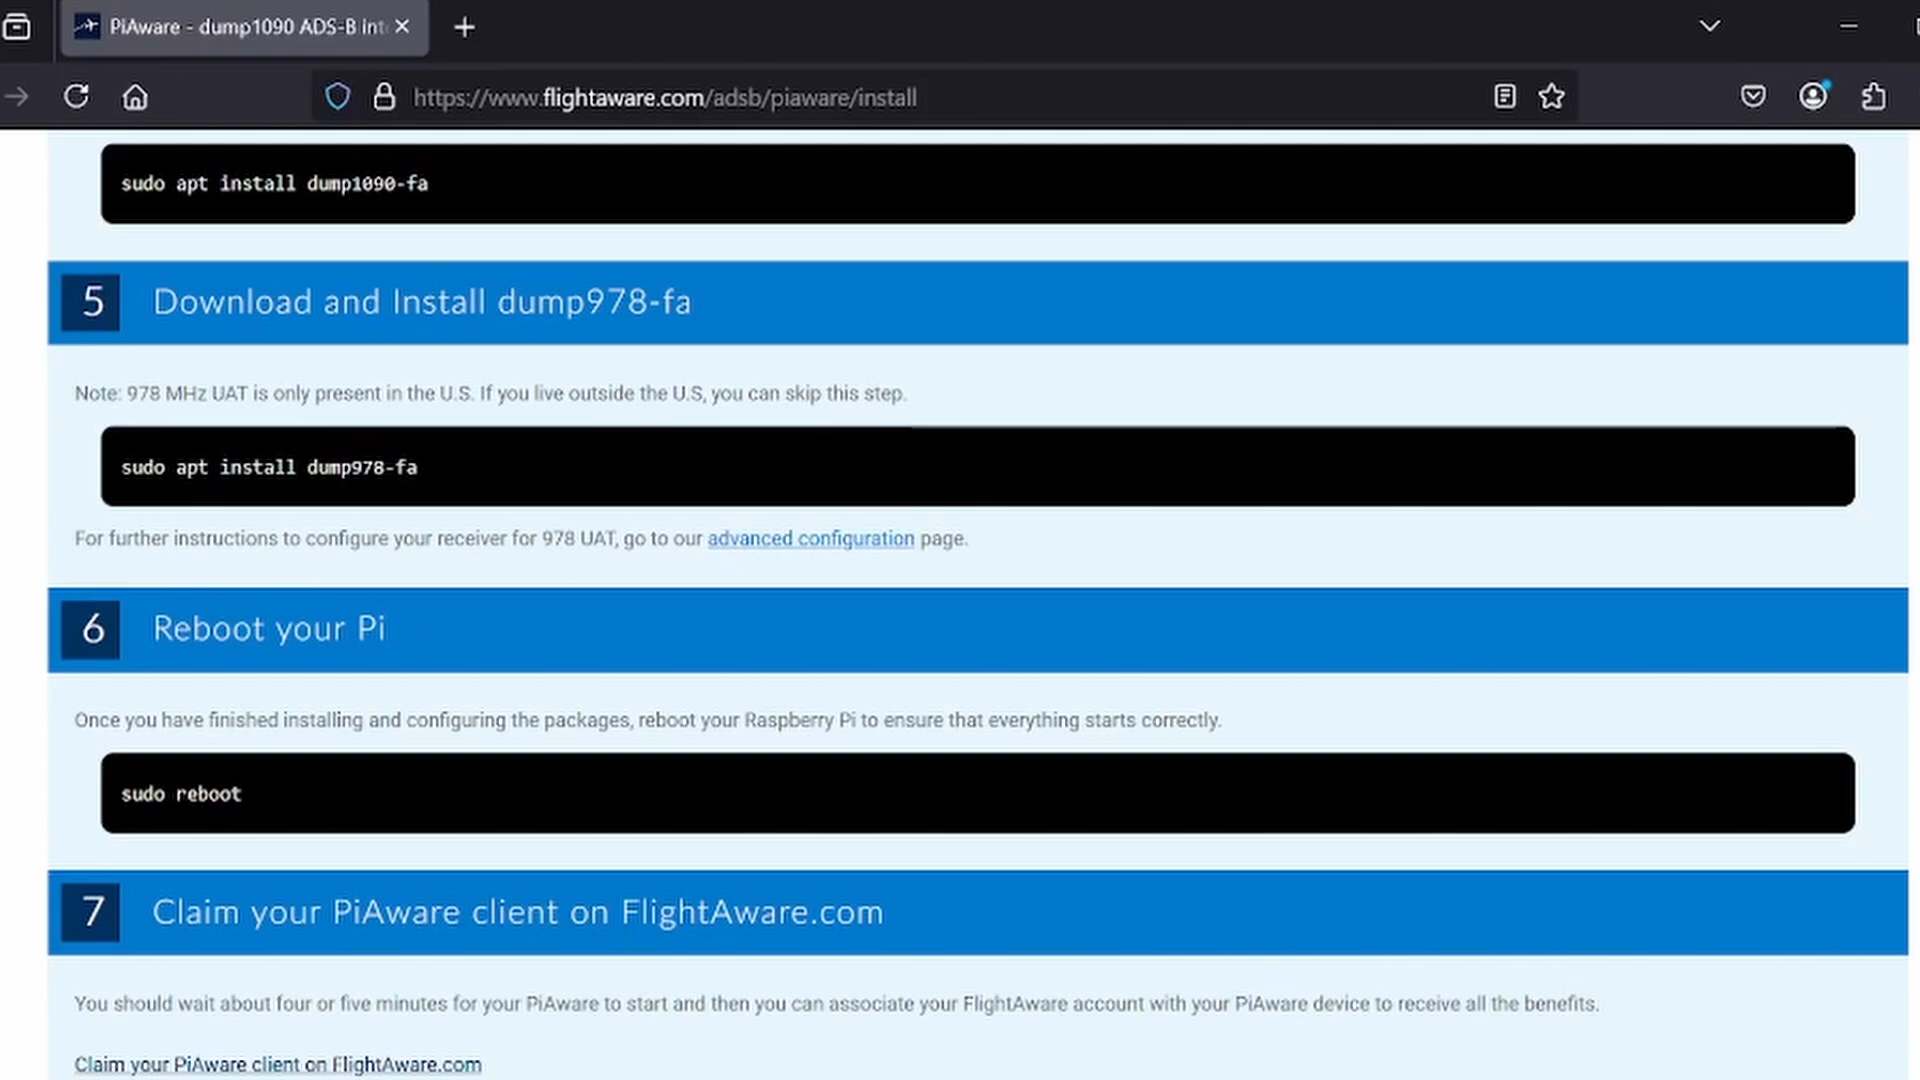 PiAware - dump1090 ADS-B int
https://www.flightaware.com/adsb/piaware/install
sudo apt install dump1090-fa
5 Download and Install dump978-fa
Note: 978 MHz UAT is only present in the U.S. If you live outside the U.S, you can skip this step.
sudo apt install dump978-fa
For further instructions to configure your receiver for 978 UAT, go to our advanced configuration page.
6 Reboot your Pi
Once you have finished installing and configuring the packages, reboot your Raspberry Pi to ensure that everything starts correctly.
sudo reboot
7 Claim your PiAware client on FlightAware.com
You should wait about four or five minutes for your PiAware to start and then you can associate your FlightAware account with your PiAware device to receive all the benefits.
Claim your PiAware client on FlightAware.com